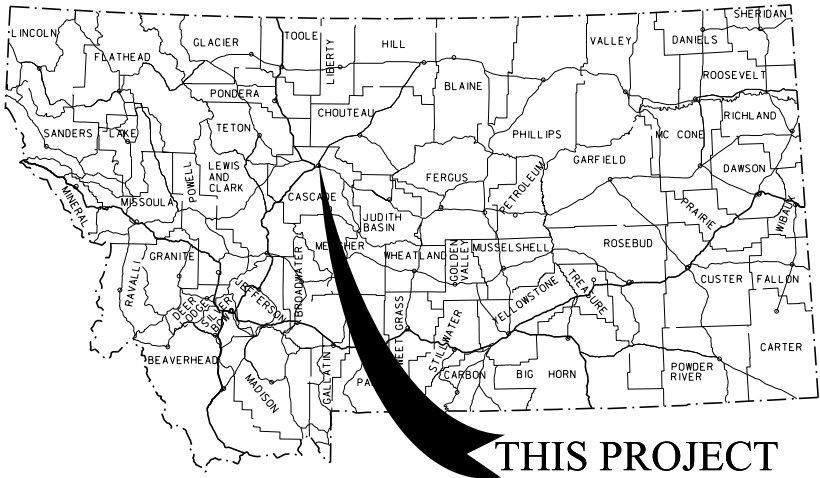 SHERIDAN
LINCOLN
GLACIER
TOOLE
LIBERTY
HILL
VALLEY
DANIELS
FLATHEAD
BLAINE
ROOSEVELT
PONDERA
CHOUTEAU
RICHLAND
SANDERS
LAKE
TETON
PHILLIPS
MC CONE
LEWIS
AND
CLARK
POWELL
FERGUS
PETROLEUM
GARFIELD
DAWSON
MINERAL
MISSOULA
CASCADE
JUDITH
BASIN
PRAIRIE
WIBAUX
GRANITE
BROADWATER
WHEATLAND
GOLDEN
VALLEY
MUSSELSHELL
ROSEBUD
RAVALLI
DEER
LODGE
SILVER
BOW
JEFFERSON
YELLOWSTONE
TREASURE
CUSTER
FALLON
BEAVERHEAD
MADISON
GALLATIN
STILLWATER
CARBON
BIG HORN
POWDER
RIVER
CARTER
THIS PROJECT